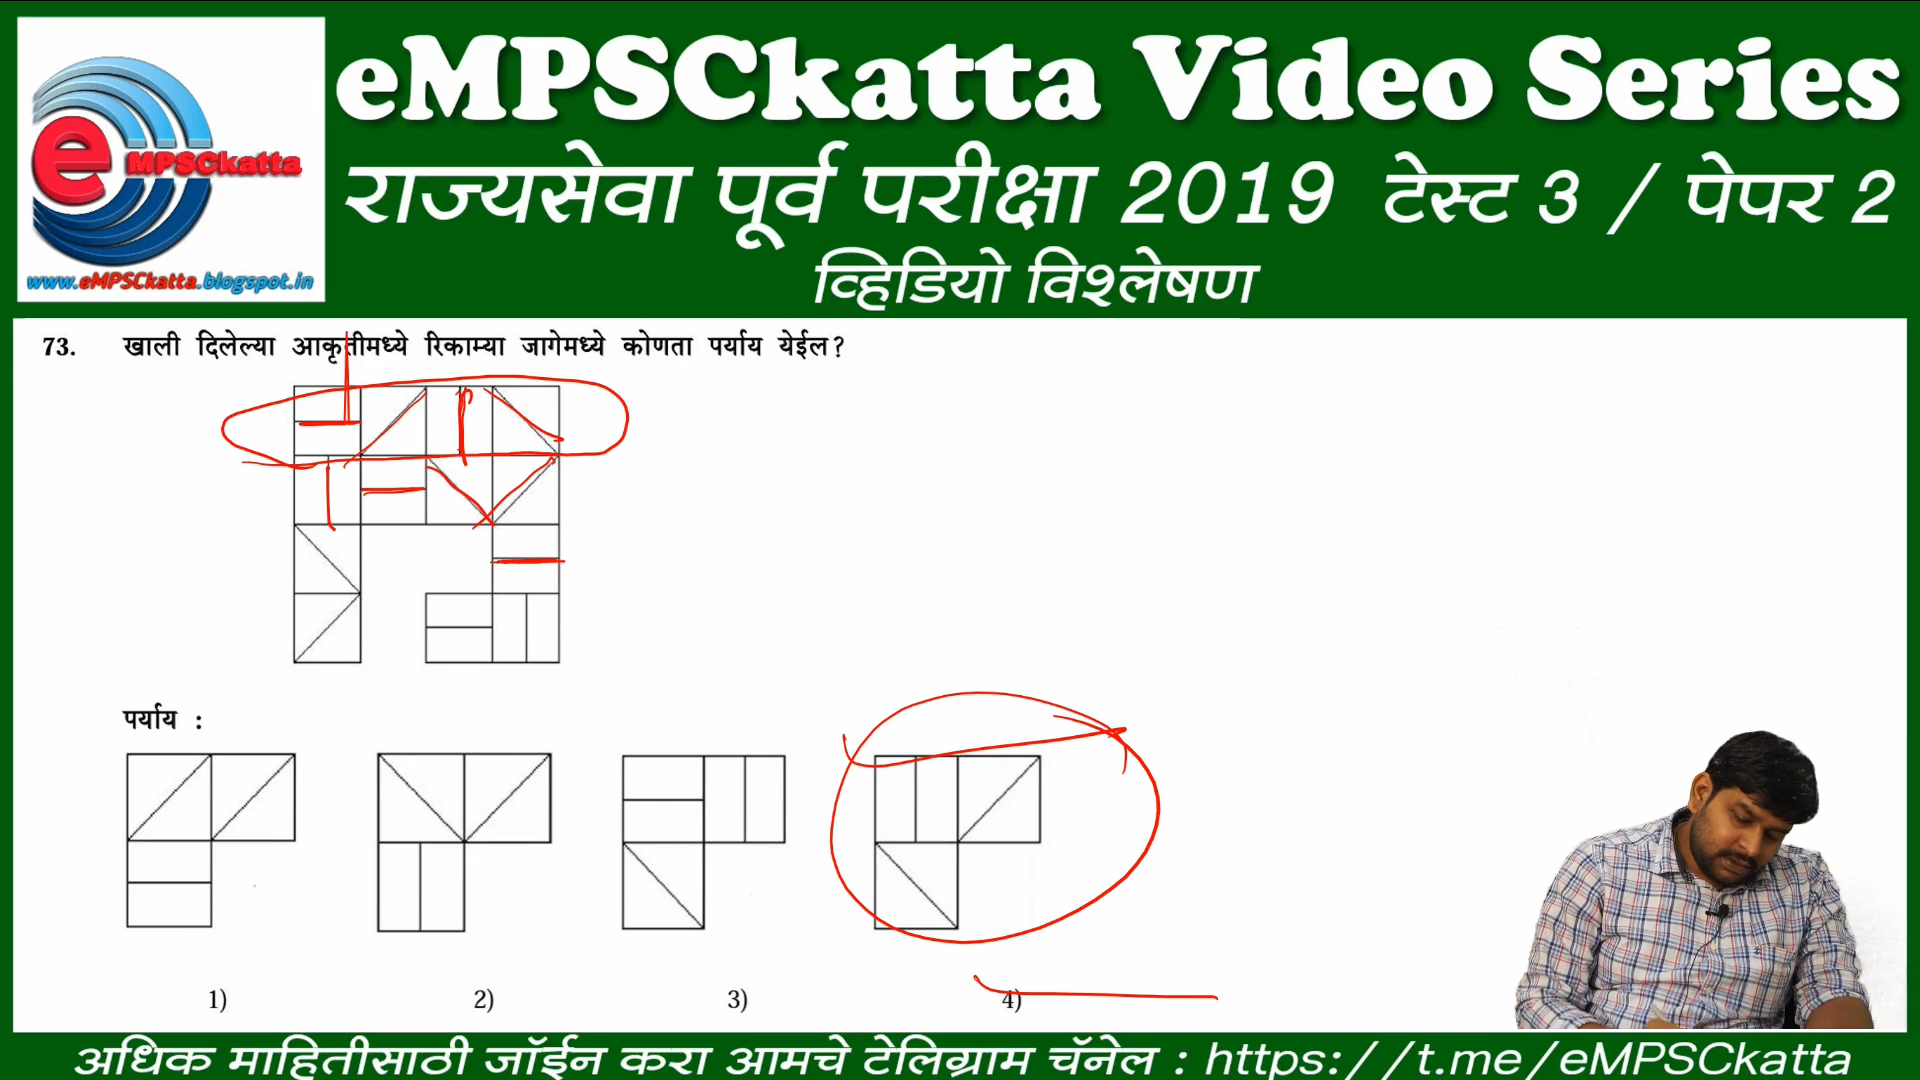 eMPSCkatta Video Series
e MPSCkatta
www.eMPSCkatta.blogspot.in
राज्यसेवा पूर्व परीक्षा 2019 टेस्ट 3 / पेपर 2
व्हिडियो विश्लेषण
73. खाली दिलेल्या आकृतीमध्ये रिकाम्या जागेमध्ये कोणता पर्याय येईल?
पर्याय :
1) 2) 3) 4)
अधिक माहितीसाठी जॉईन करा आमचे टेलिग्राम चॅनेल : https://t.me/eMPSCkatta